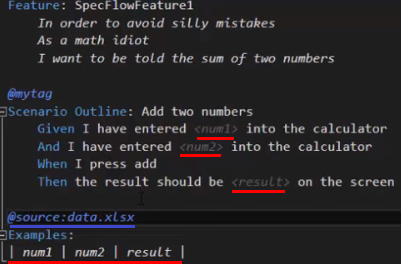 Feature: SpecFlowFeature1
In order to avoid silly mistakes
As a math idiot
I want to be told the sum of two numbers
@mytag
Scenario Outline: Add two numbers
Given I have entered <num1> into the calculator
And I have entered <num2> into the calculator
When I press add
Then the result should be <result> on the screen
@source:data.xlsx
Examples:
| num1 | num2 | result |